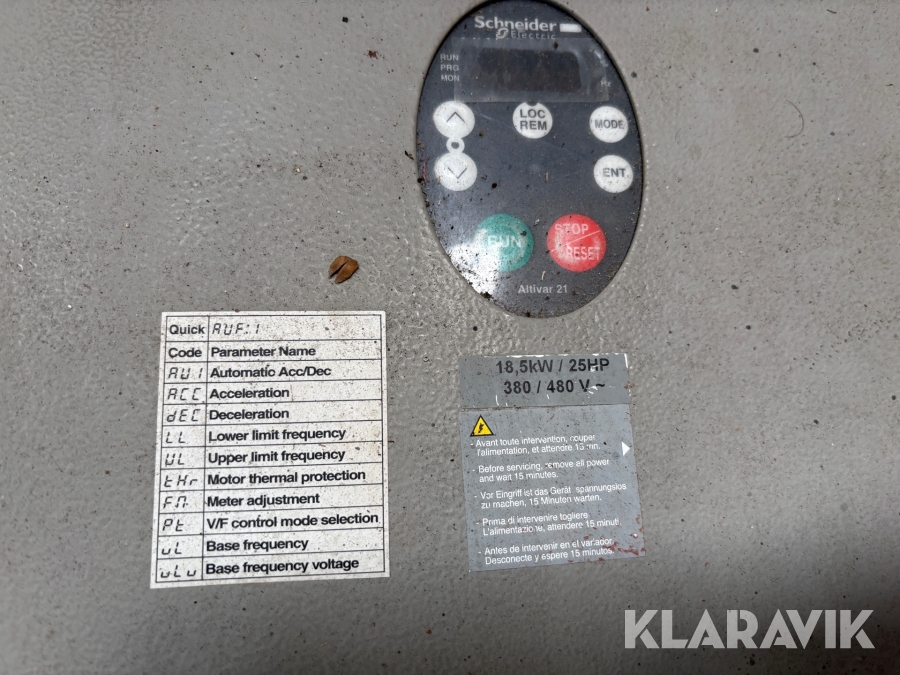 Schneider
Electric
RUN
PRG
MON
LOC
REM
MODE
ENT
RUN
STOP
RESET
Altivar 21
Quick AUF:1
Code Parameter Name
AU1 Automatic Acc/Dec
ACC Acceleration
dEC Deceleration
LL Lower limit frequency
UL Upper limit frequency
tHr Motor thermal protection
FM Meter adjustment
Pt V/F control mode selection
uL Base frequency
uLu Base frequency voltage
18,5kW / 25HP
380 / 480 V ~
- Avant toute intervention, couper
l'alimentation, et attendre 15 mn.
- Before servicing, remove all power
and wait 15 minutes.
- Vor Eingriff ist das Gerät spannungslos
zu machen, 15 Minuten warten.
- Prima di intervenire togliere
L'alimentazione, attendere 15 minuti.
- Antes de intervenir en el variador
Desconecte y espere 15 minutos.
KLARAVIK